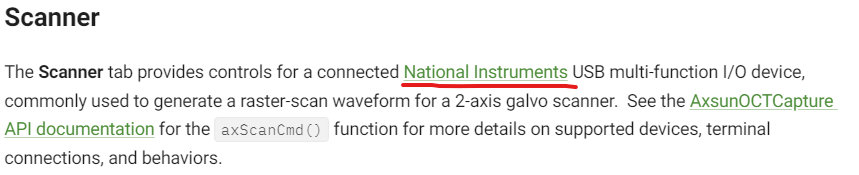 Scanner
The Scanner tab provides controls for a connected National Instruments USB multi-function I/O device,
commonly used to generate a raster-scan waveform for a 2-axis galvo scanner.  See the AxsunOCTCapture
API documentation for the axScanCmd() function for more details on supported devices, terminal
connections, and behaviors.